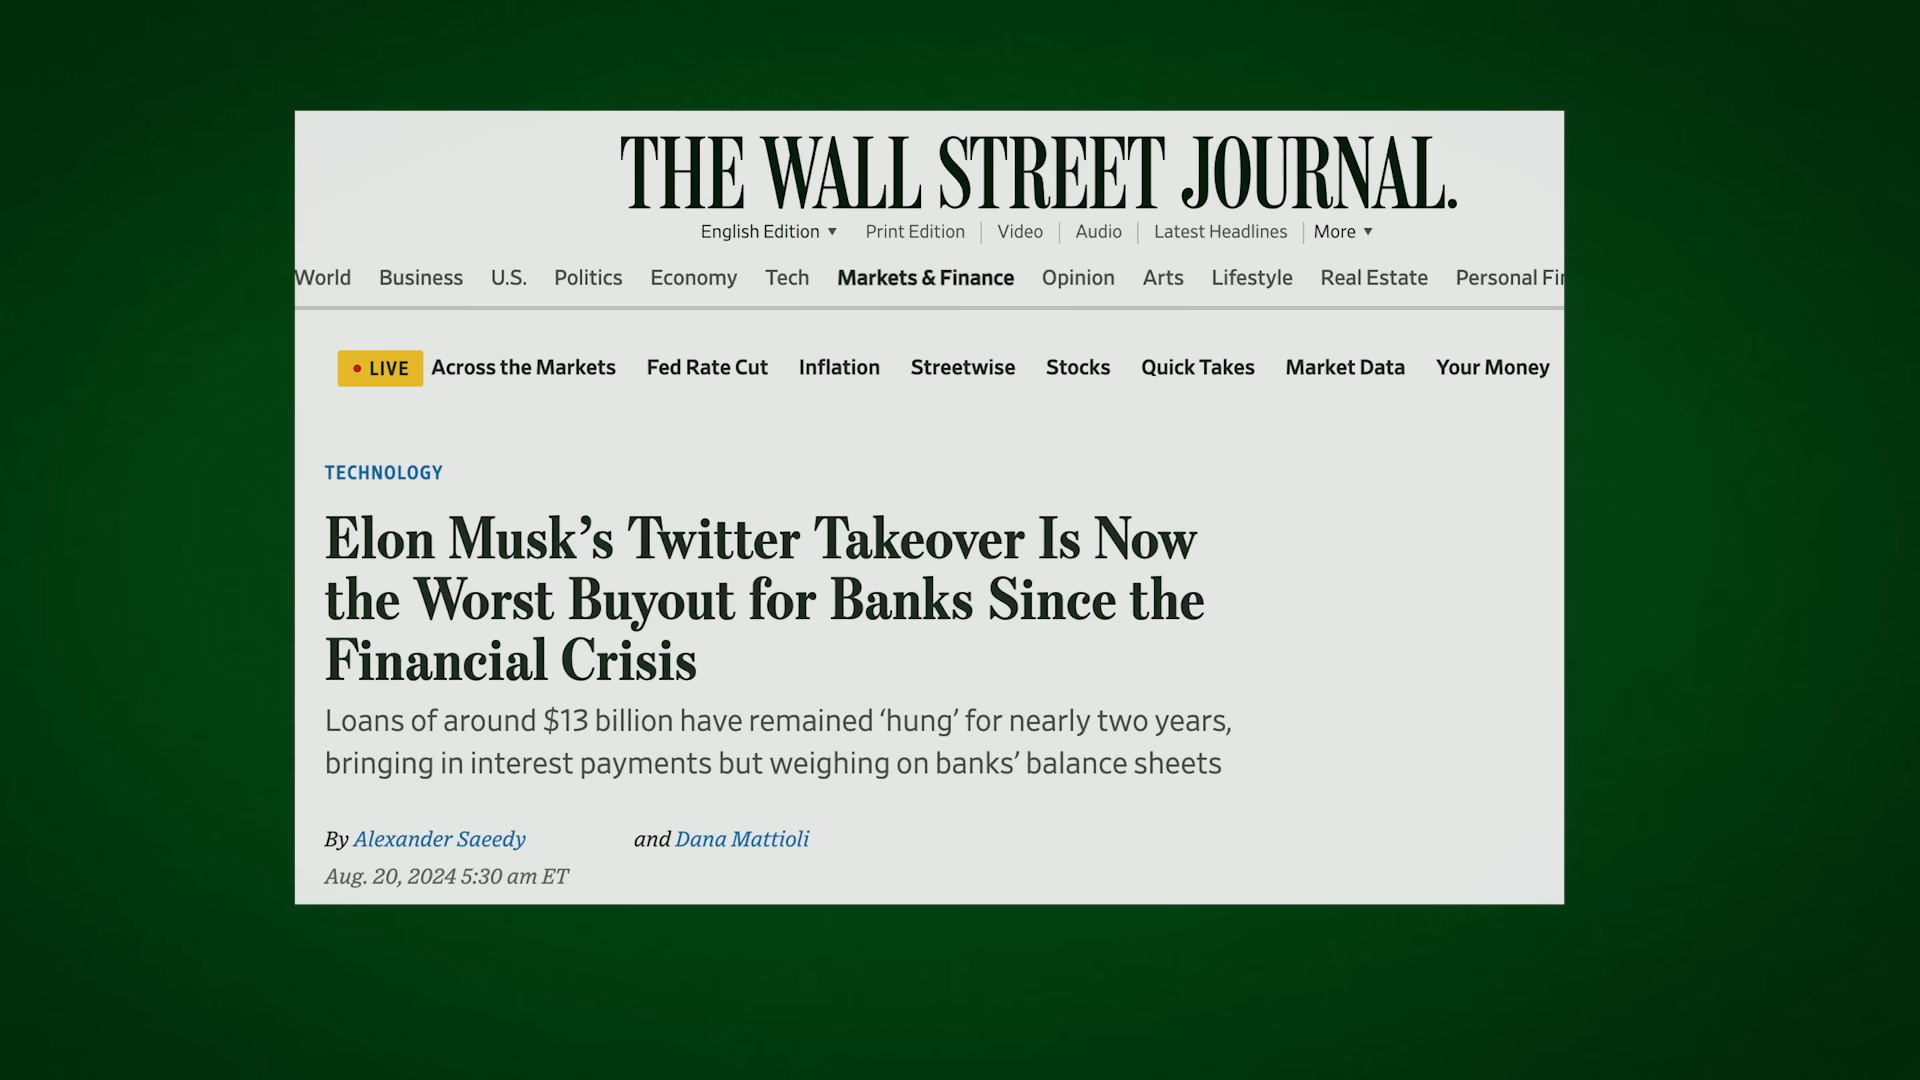 THE WALL STREET JOURNAL.
English Edition ▼ Print Edition | Video | Audio | Latest Headlines | More ▼
World Business U.S. Politics Economy Tech Markets & Finance Opinion Arts Lifestyle Real Estate Personal Fin
• LIVE Across the Markets Fed Rate Cut Inflation Streetwise Stocks Quick Takes Market Data Your Money
TECHNOLOGY
Elon Musk’s Twitter Takeover Is Now
the Worst Buyout for Banks Since the
Financial Crisis
Loans of around $13 billion have remained ‘hung’ for nearly two years,
bringing in interest payments but weighing on banks’ balance sheets
By Alexander Saeedy and Dana Mattioli
Aug. 20, 2024 5:30 am ET